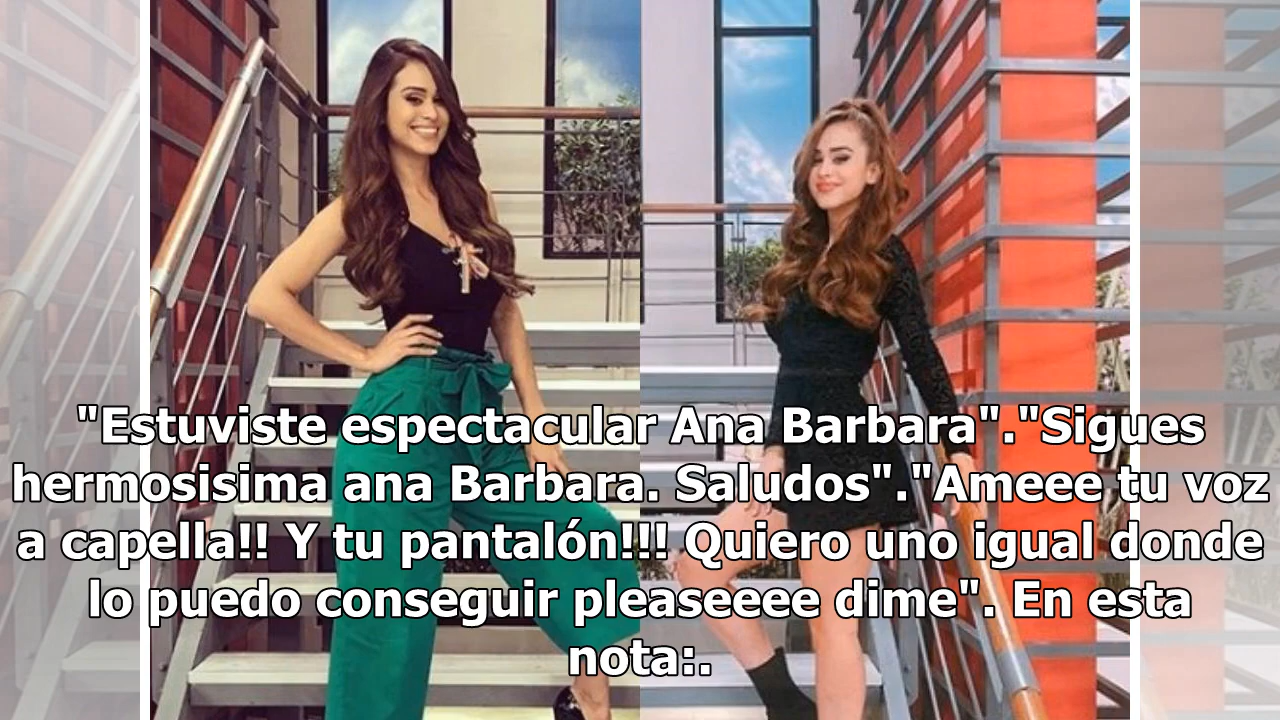 "Estuviste espectacular Ana Barbara"."Sigues
hermosisima ana Barbara. Saludos"."Ameee tu voz
a capella!! Y tu pantalón!!! Quiero uno igual donde
lo puedo conseguir pleaseeee dime". En esta
nota:.